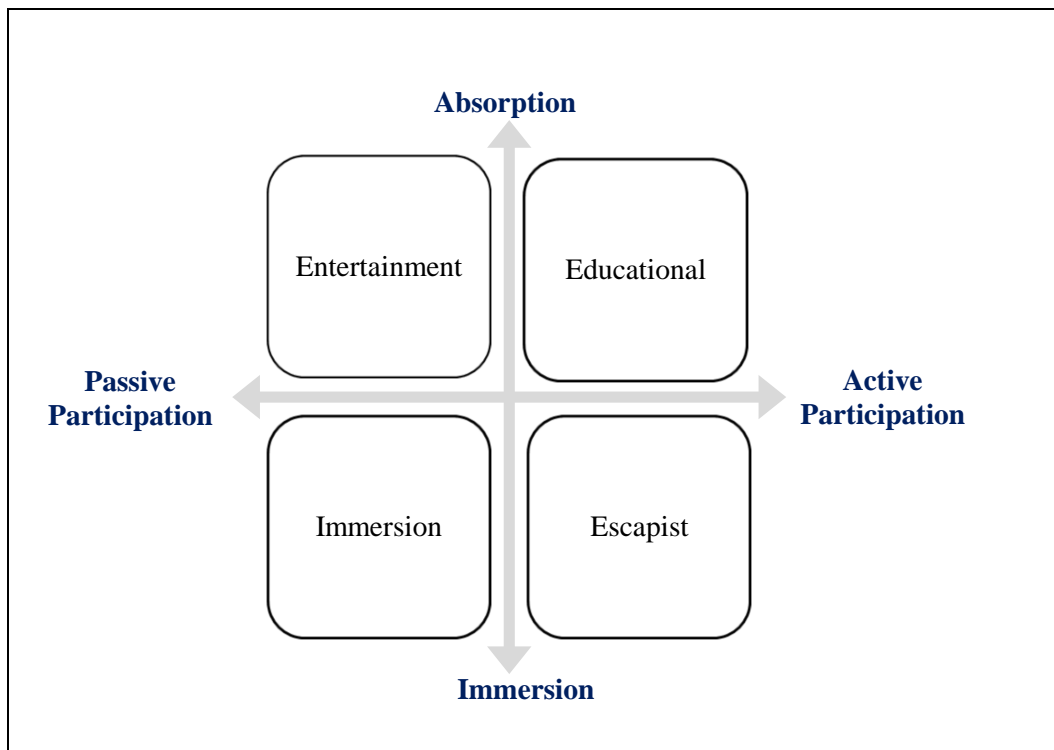 Absorption
Entertainment
Educational
Passive
Participation
Active
Participation
Immersion
Escapist
Immersion